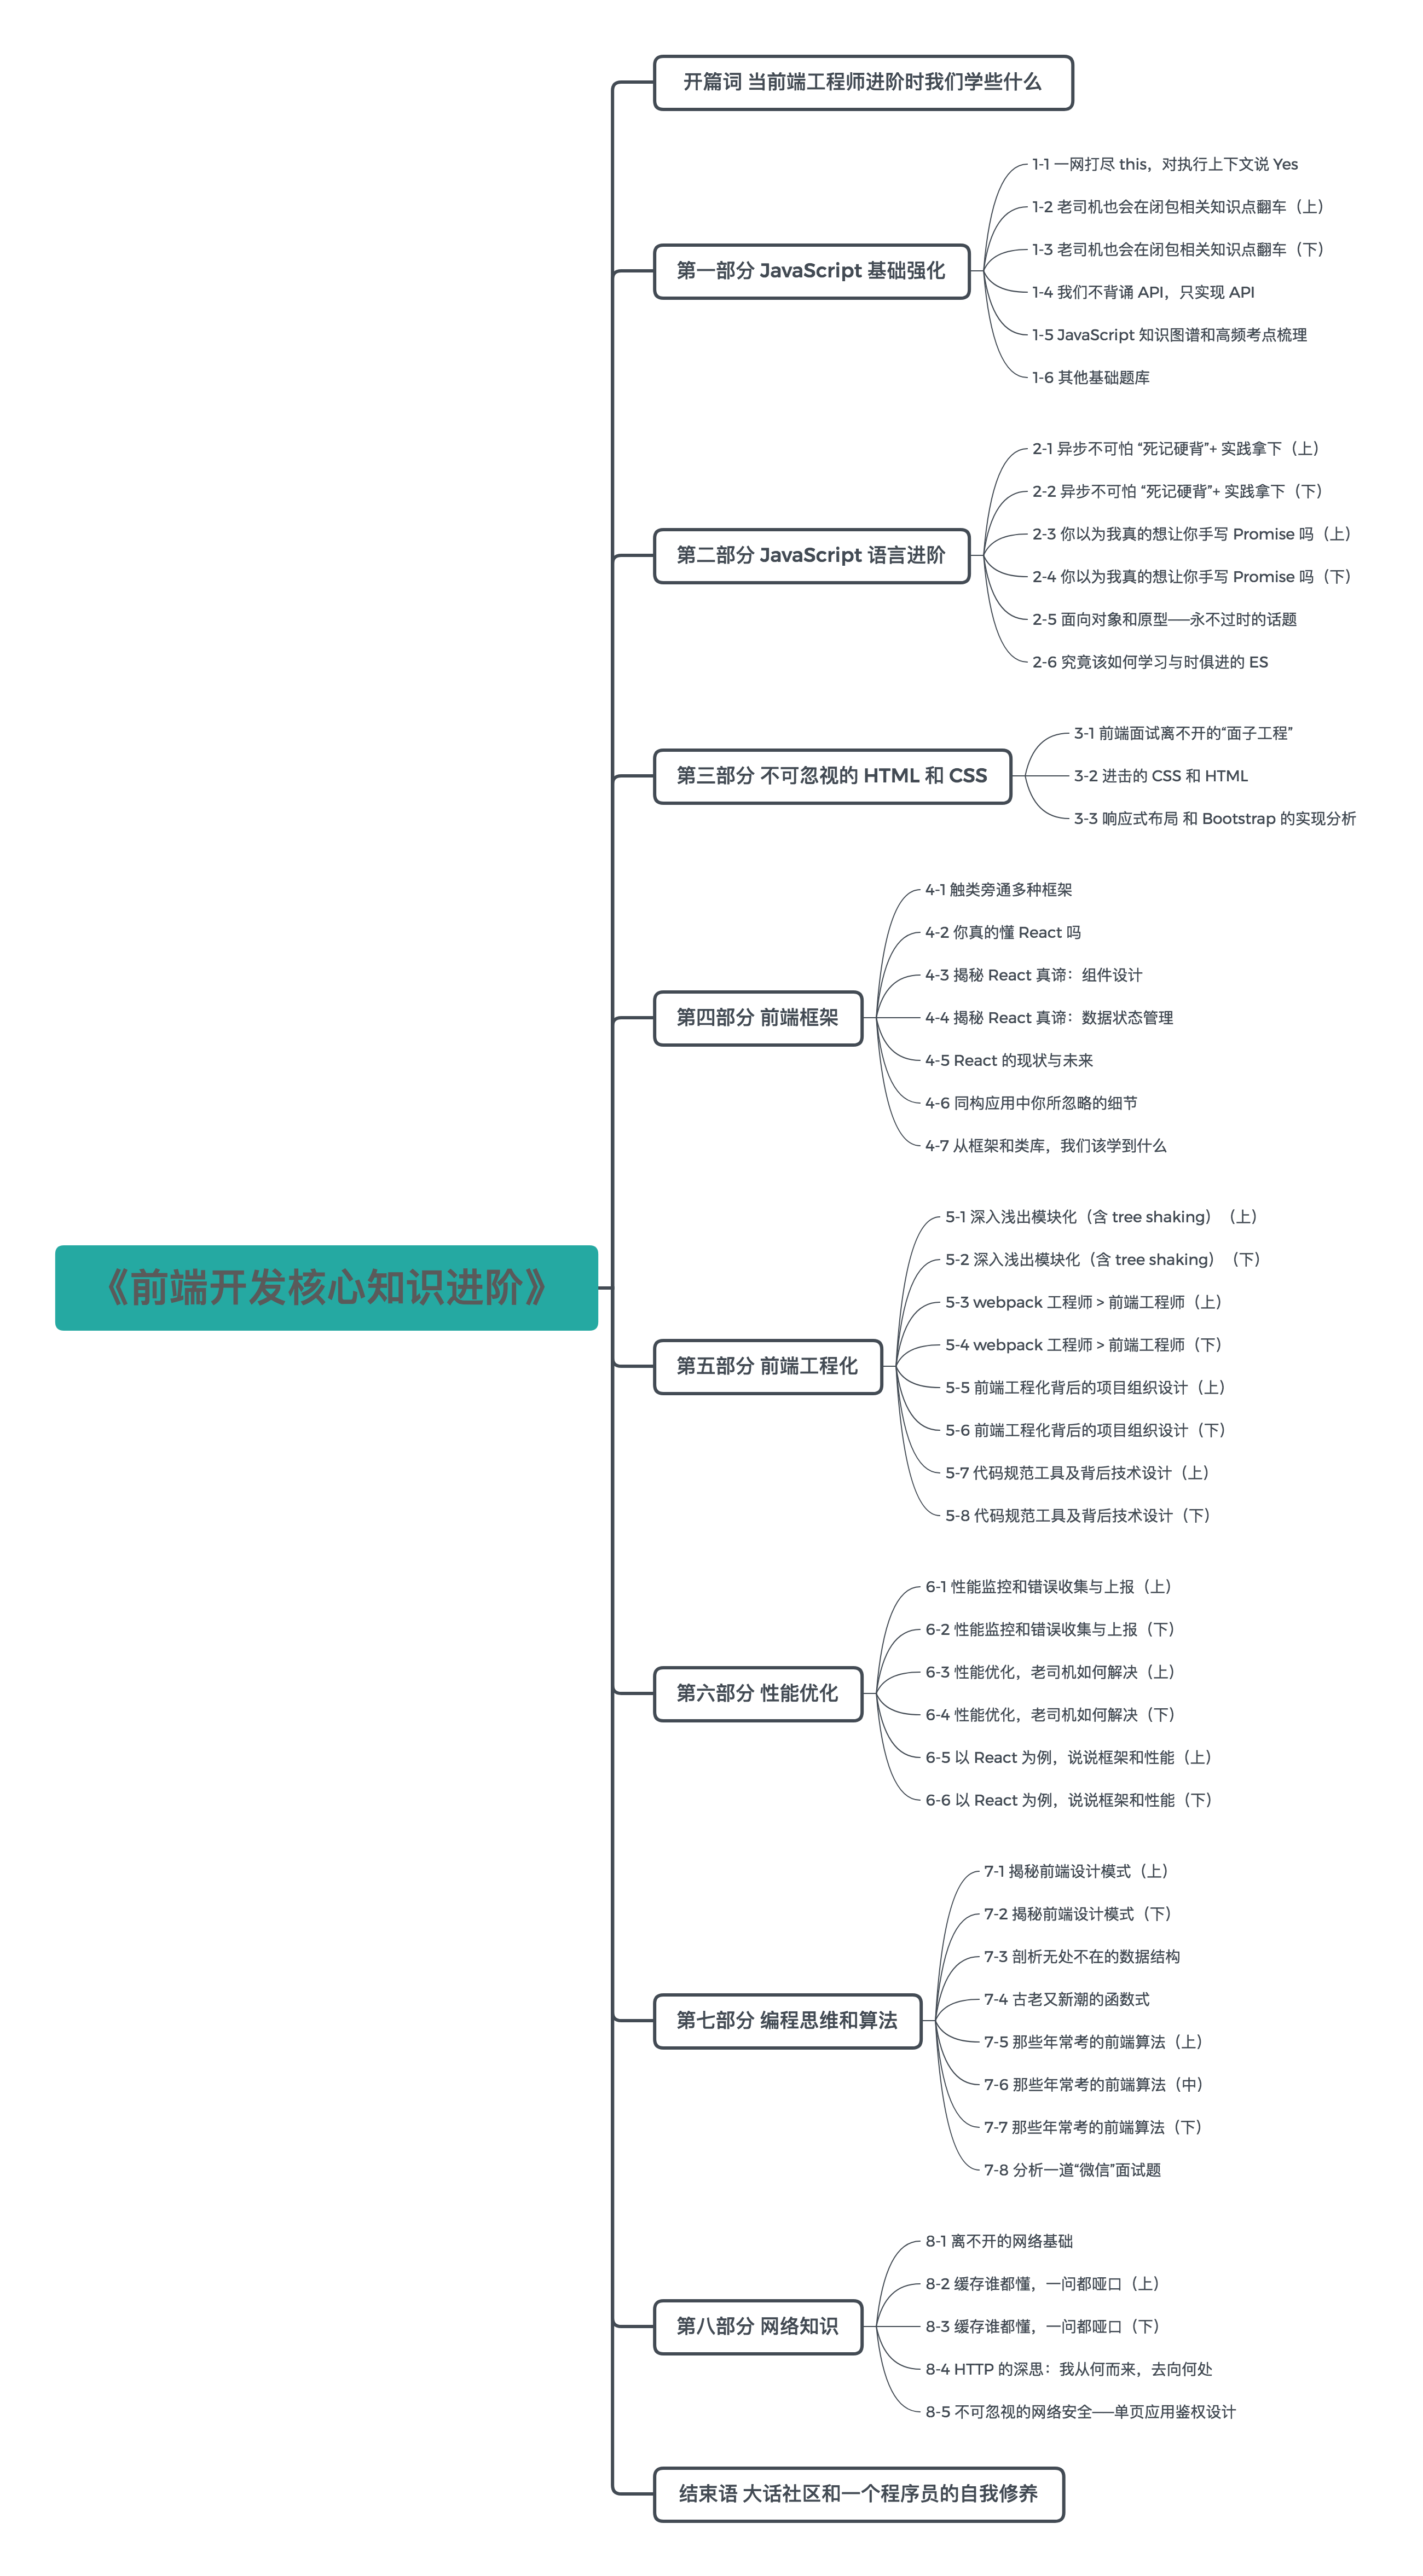 《前端开发核心知识进阶》
开篇词 当前端工程师进阶时我们学些什么
第一部分 JavaScript 基础强化
1-1 一网打尽 this，对执行上下文说 Yes
1-2 老司机也会在闭包相关知识点翻车（上）
1-3 老司机也会在闭包相关知识点翻车（下）
1-4 我们不背诵 API，只实现 API
1-5 JavaScript 知识图谱和高频考点梳理
1-6 其他基础题库
第二部分 JavaScript 语言进阶
2-1 异步不可怕 “死记硬背”+ 实践拿下（上）
2-2 异步不可怕 “死记硬背”+ 实践拿下（下）
2-3 你以为我真的想让你手写 Promise 吗（上）
2-4 你以为我真的想让你手写 Promise 吗（下）
2-5 面向对象和原型——永不过时的话题
2-6 究竟该如何学习与时俱进的 ES
第三部分 不可忽视的 HTML 和 CSS
3-1 前端面试离不开的“面子工程”
3-2 进击的 CSS 和 HTML
3-3 响应式布局 和 Bootstrap 的实现分析
第四部分 前端框架
4-1 触类旁通多种框架
4-2 你真的懂 React 吗
4-3 揭秘 React 真谛：组件设计
4-4 揭秘 React 真谛：数据状态管理
4-5 React 的现状与未来
4-6 同构应用中你所忽略的细节
4-7 从框架和类库，我们该学到什么
第五部分 前端工程化
5-1 深入浅出模块化（含 tree shaking）（上）
5-2 深入浅出模块化（含 tree shaking）（下）
5-3 webpack 工程师 > 前端工程师（上）
5-4 webpack 工程师 > 前端工程师（下）
5-5 前端工程化背后的项目组织设计（上）
5-6 前端工程化背后的项目组织设计（下）
5-7 代码规范工具及背后技术设计（上）
5-8 代码规范工具及背后技术设计（下）
第六部分 性能优化
6-1 性能监控和错误收集与上报（上）
6-2 性能监控和错误收集与上报（下）
6-3 性能优化，老司机如何解决（上）
6-4 性能优化，老司机如何解决（下）
6-5 以 React 为例，说说框架和性能（上）
6-6 以 React 为例，说说框架和性能（下）
第七部分 编程思维和算法
7-1 揭秘前端设计模式（上）
7-2 揭秘前端设计模式（下）
7-3 剖析无处不在的数据结构
7-4 古老又新潮的函数式
7-5 那些年常考的前端算法（上）
7-6 那些年常考的前端算法（中）
7-7 那些年常考的前端算法（下）
7-8 分析一道“微信”面试题
第八部分 网络知识
8-1 离不开的网络基础
8-2 缓存谁都懂，一问都哑口（上）
8-3 缓存谁都懂，一问都哑口（下）
8-4 HTTP 的深思：我从何而来，去向何处
8-5 不可忽视的网络安全——单页应用鉴权设计
结束语 大话社区和一个程序员的自我修养